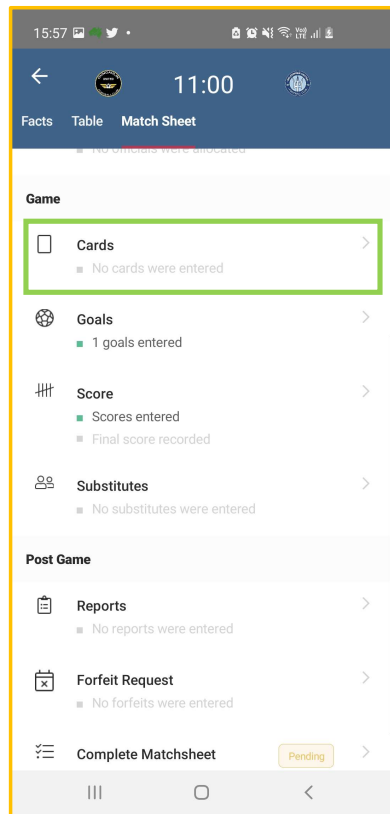 15:57
11:00
Facts Table Match Sheet
No officials were allocated
Game
Cards
No cards were entered
Goals
1 goals entered
Score
Scores entered
Final score recorded
Substitutes
No substitutes were entered
Post Game
Reports
No reports were entered
Forfeit Request
No forfeits were entered
Complete Matchsheet Pending